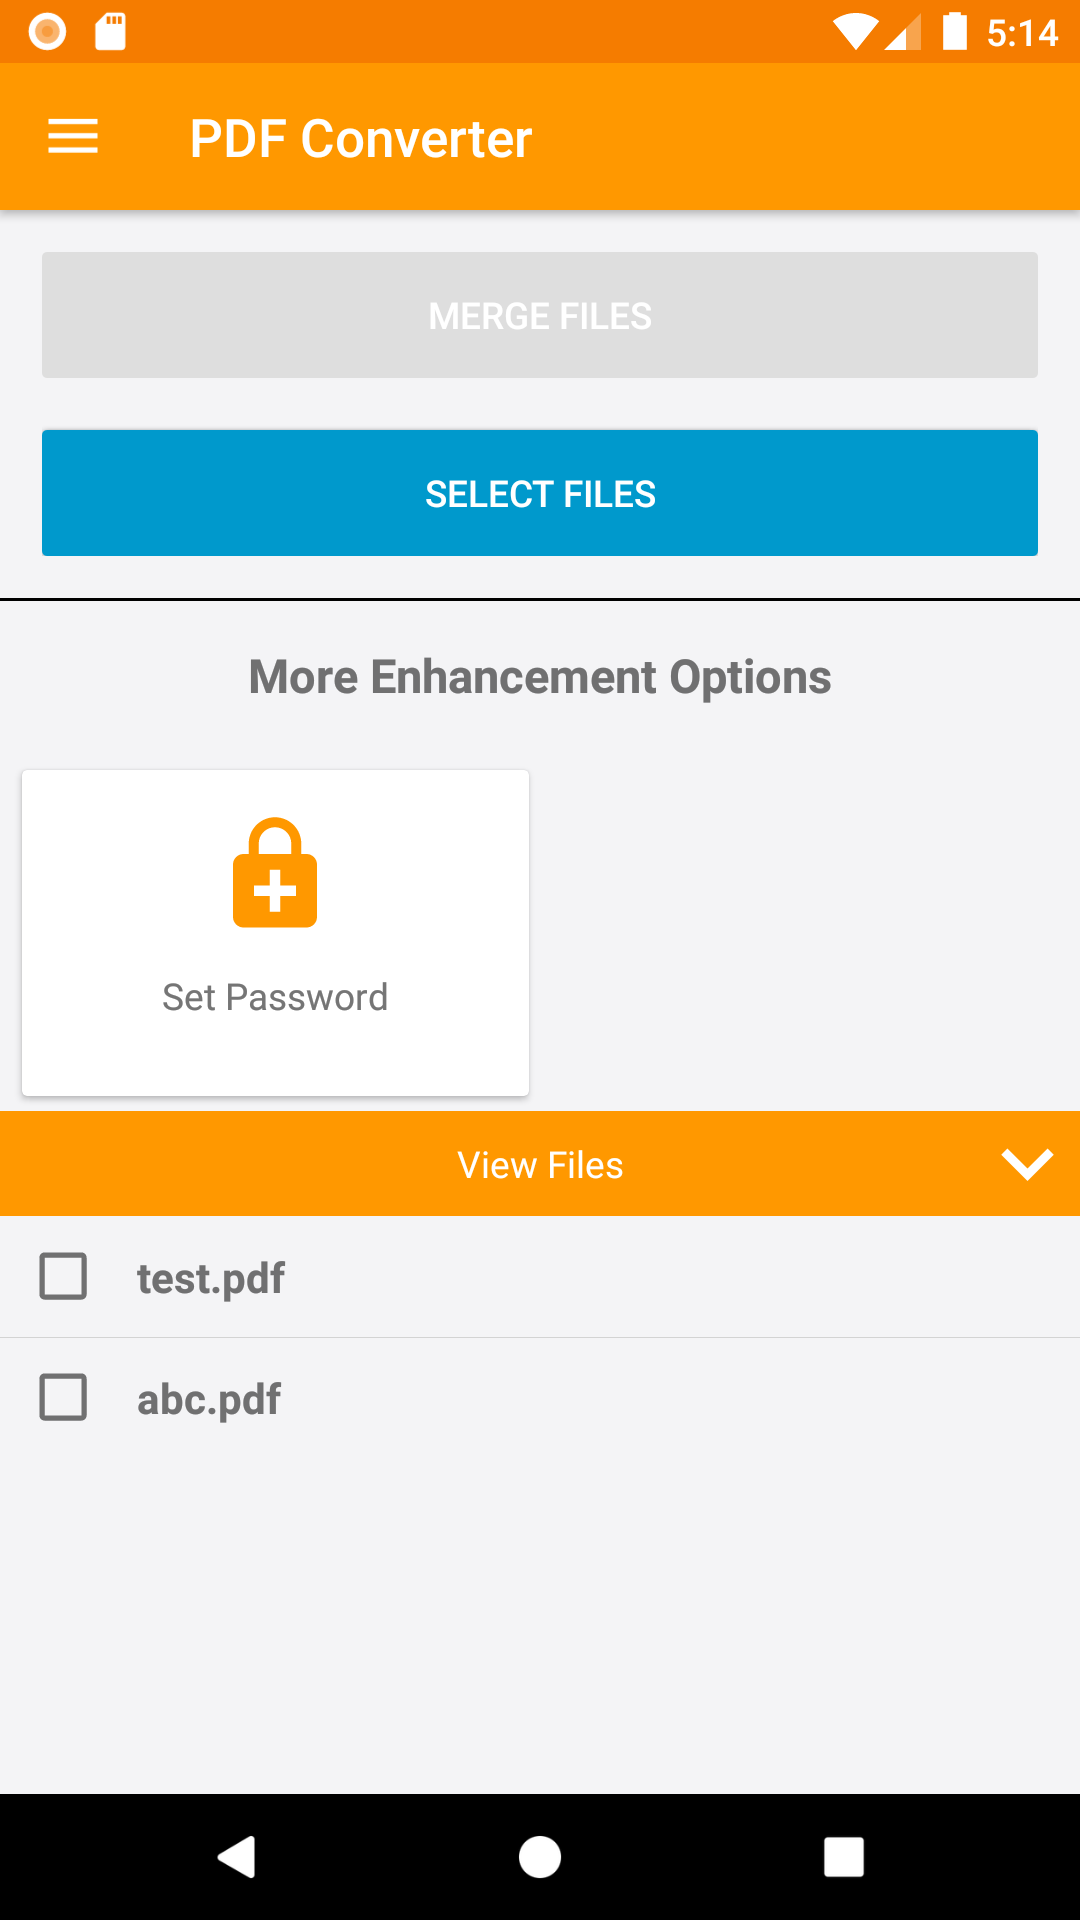 5:14
PDF Converter
MERGE FILES
SELECT FILES
More Enhancement Options
Set Password
View Files
test.pdf
abc.pdf